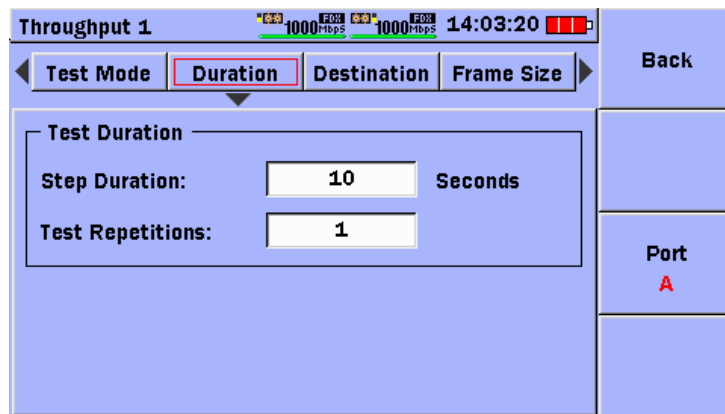 Throughput 1 1000 FDX Mbps 1000 FDX Mbps 14:03:20
Test Mode Duration Destination Frame Size
Test Duration
Step Duration: 10 Seconds
Test Repetitions: 1
Back
Port
A